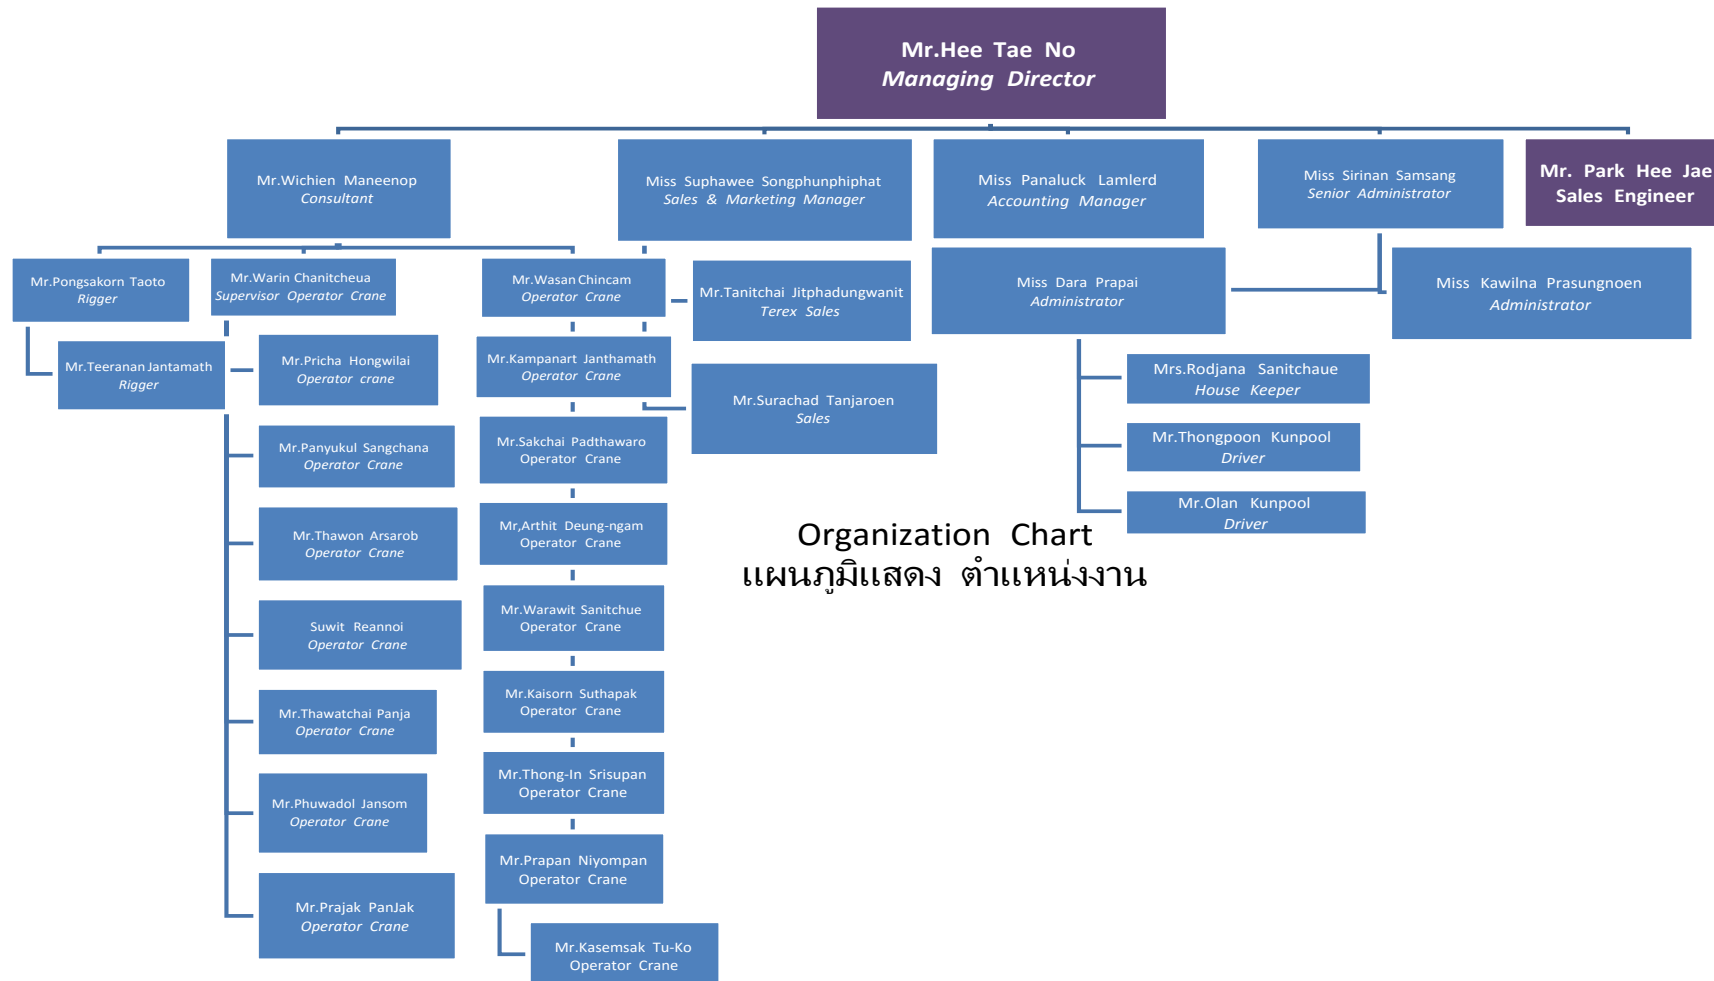 Mr.Hee Tae No
Managing Director
Mr.Wichien Maneenop
Consultant
Miss Suphawee Songphunphiphat
Sales & Marketing Manager
Miss Panaluck Lamlerd
Accounting Manager
Miss Sirinan Samsang
Senior Administrator
Mr. Park Hee Jae
Sales Engineer
Mr.Pongsakorn Taoto
Rigger
Mr.Warin Chanitcheua
Supervisor Operator Crane
Mr.Wasan Chincam
Operator Crane
Mr.Tanitchai Jitphadungwanit
Terex Sales
Miss Dara Prapai
Administrator
Miss Kawilna Prasungnoen
Administrator
Mr.Teeranan Jantamath
Rigger
Mr.Pricha Hongwilai
Operator crane
Mr.Kampanart Janthamath
Operator Crane
Mr.Surachad Tanjaroen
Sales
Mrs.Rodjana Sanitchaue
House Keeper
Mr.Panyukul Sangchana
Operator Crane
Mr.Sakchai Padthawaro
Operator Crane
Mr.Thongpoon Kunpool
Driver
Mr.Thawon Arsarob
Operator Crane
Mr,Arthit Deung-ngam
Operator Crane
Mr.Olan Kunpool
Driver
Organization Chart
แผนภูมิแสดง ตำแหน่งงาน
Suwit Reannoi
Operator Crane
Mr.Warawit Sanitchue
Operator Crane
Mr.Thawatchai Panja
Operator Crane
Mr.Kaisorn Suthapak
Operator Crane
Mr.Phuwadol Jansom
Operator Crane
Mr.Thong-In Srisupan
Operator Crane
Mr.Prajak PanJak
Operator Crane
Mr.Prapan Niyompan
Operator Crane
Mr.Kasemsak Tu-Ko
Operator Crane